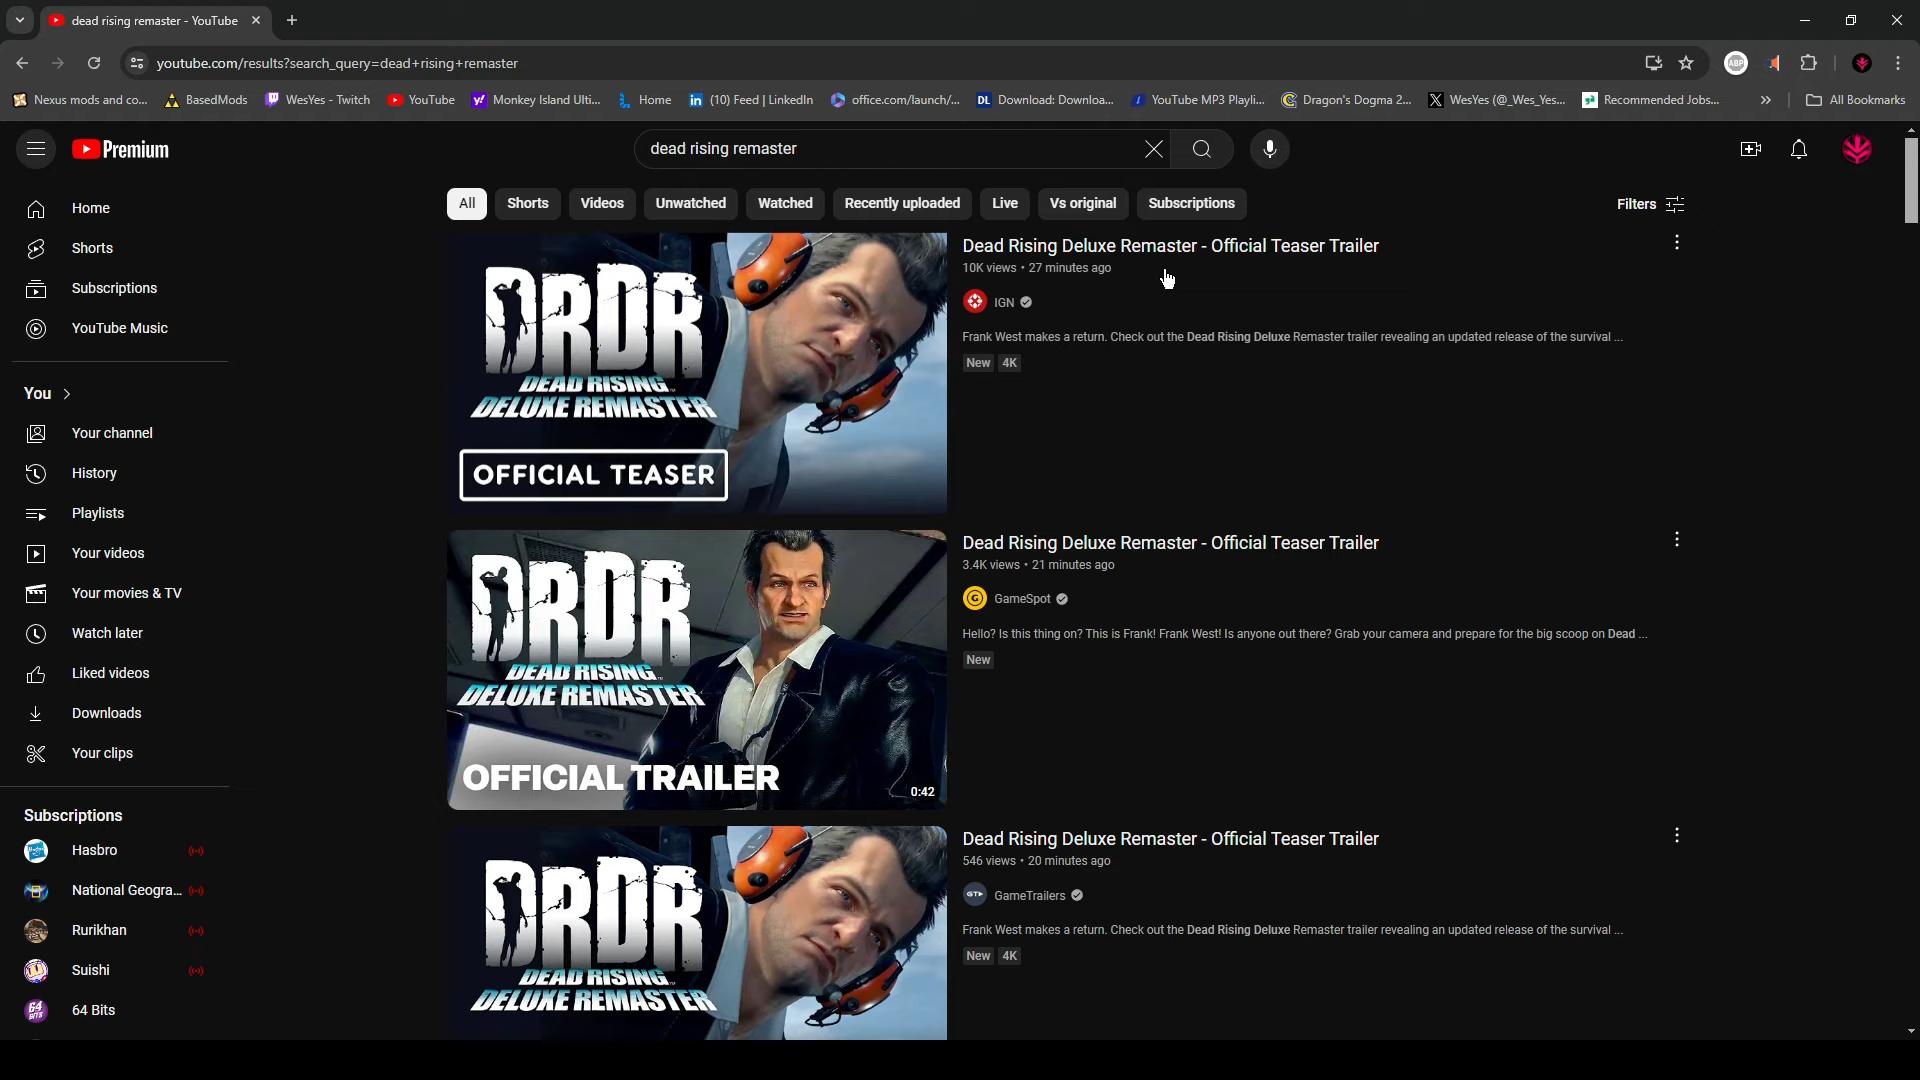 dead rising remaster - YouTube
youtube.com/results?search_query=dead+rising+remaster
ABP
Nexus mods and co...
BasedMods
WesYes - Twitch
YouTube
Monkey Island Ulti...
Home
(10) Feed | LinkedIn
office.com/launch/...
DL Download: Downloa...
YouTube MP3 Playli...
Dragon's Dogma 2...
WesYes (@_Wes_Yes...
Recommended Jobs...
»
All Bookmarks
Premium
dead rising remaster
All
Shorts
Videos
Unwatched
Watched
Recently uploaded
Live
Vs original
Subscriptions
Filters
Home
Shorts
Subscriptions
YouTube Music
You
Your channel
History
Playlists
Your videos
Your movies & TV
Watch later
Liked videos
Downloads
Your clips
Subscriptions
Hasbro
National Geogra...
Rurikhan
Suishi
64 Bits
DRDR
DEAD RISING
DELUXE REMASTER
OFFICIAL TEASER
Dead Rising Deluxe Remaster - Official Teaser Trailer
10K views • 27 minutes ago
IGN
Frank West makes a return. Check out the Dead Rising Deluxe Remaster trailer revealing an updated release of the survival ...
New 4K
DRDR
DEAD RISING
DELUXE REMASTER
OFFICIAL TRAILER
0:42
Dead Rising Deluxe Remaster - Official Teaser Trailer
3.4K views • 21 minutes ago
GameSpot
Hello? Is this thing on? This is Frank! Frank West! Is anyone out there? Grab your camera and prepare for the big scoop on Dead ...
New
DRDR
DEAD RISING
DELUXE REMASTER
Dead Rising Deluxe Remaster - Official Teaser Trailer
546 views • 20 minutes ago
GameTrailers
Frank West makes a return. Check out the Dead Rising Deluxe Remaster trailer revealing an updated release of the survival ...
New 4K